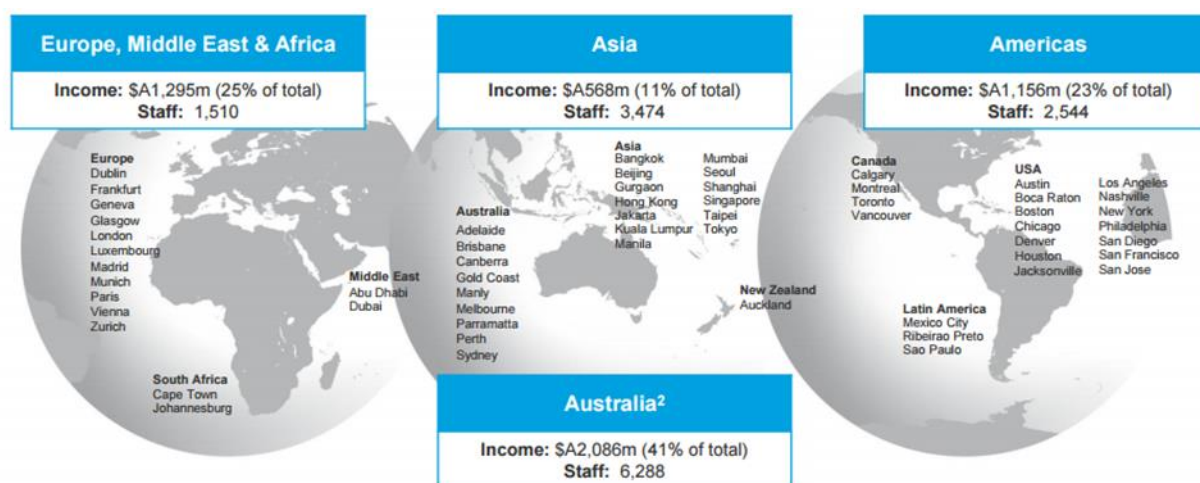 Europe, Middle East & Africa
Income: $A1,295m (25% of total)
Staff: 1,510
Europe
Dublin
Frankfurt
Geneva
Glasgow
London
Luxembourg
Madrid
Munich
Paris
Vienna
Zurich
Middle East
Abu Dhabi
Dubai
South Africa
Cape Town
Johannesburg
Asia
Income: $A568m (11% of total)
Staff: 3,474
Asia
Bangkok
Beijing
Gurgaon
Hong Kong
Jakarta
Kuala Lumpur
Manila
Mumbai
Seoul
Shanghai
Singapore
Taipei
Tokyo
Australia
Adelaide
Brisbane
Canberra
Gold Coast
Manly
Melbourne
Parramatta
Perth
Sydney
New Zealand
Auckland
Australia²
Income: $A2,086m (41% of total)
Staff: 6,288
Americas
Income: $A1,156m (23% of total)
Staff: 2,544
Canada
Calgary
Montreal
Toronto
Vancouver
USA
Austin
Boca Raton
Boston
Chicago
Denver
Houston
Jacksonville
Los Angeles
Nashville
New York
Philadelphia
San Diego
San Francisco
San Jose
Latin America
Mexico City
Ribeirao Preto
Sao Paulo